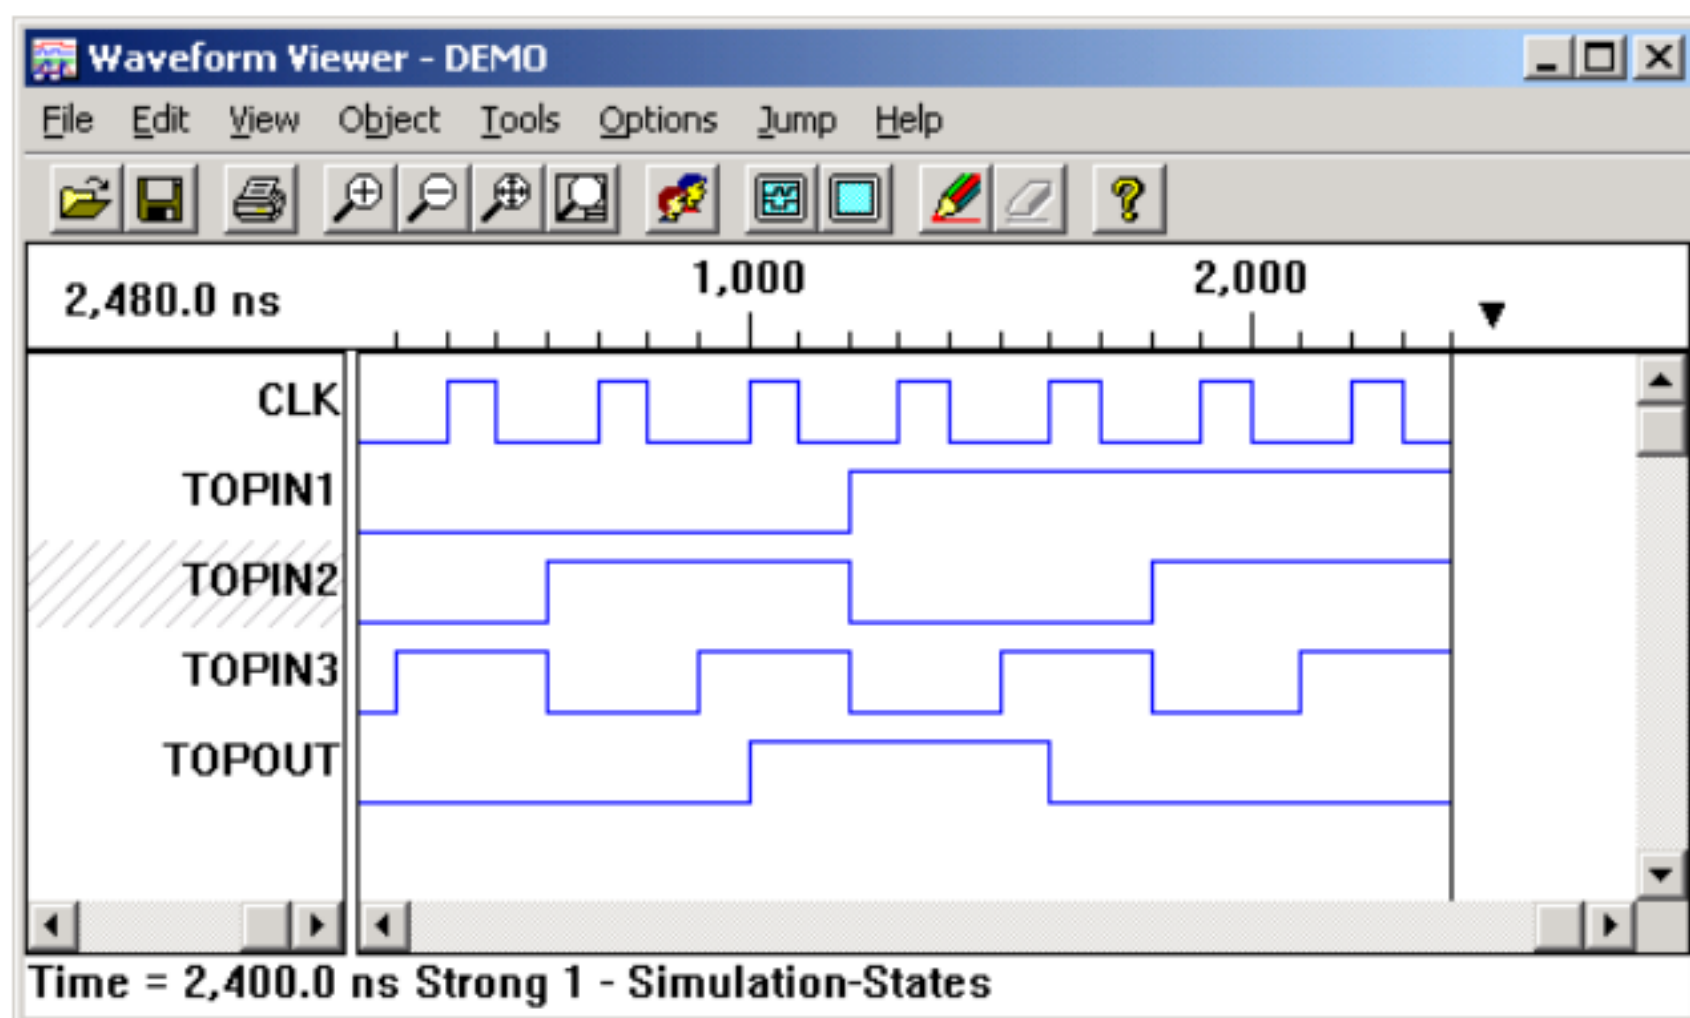 Waveform Viewer - DEMO
File Edit View Object Tools Options Jump Help
2,480.0 ns 1,000 2,000
CLK
TOPIN1
TOPIN2
TOPIN3
TOPOUT
Time = 2,400.0 ns Strong 1 - Simulation-States